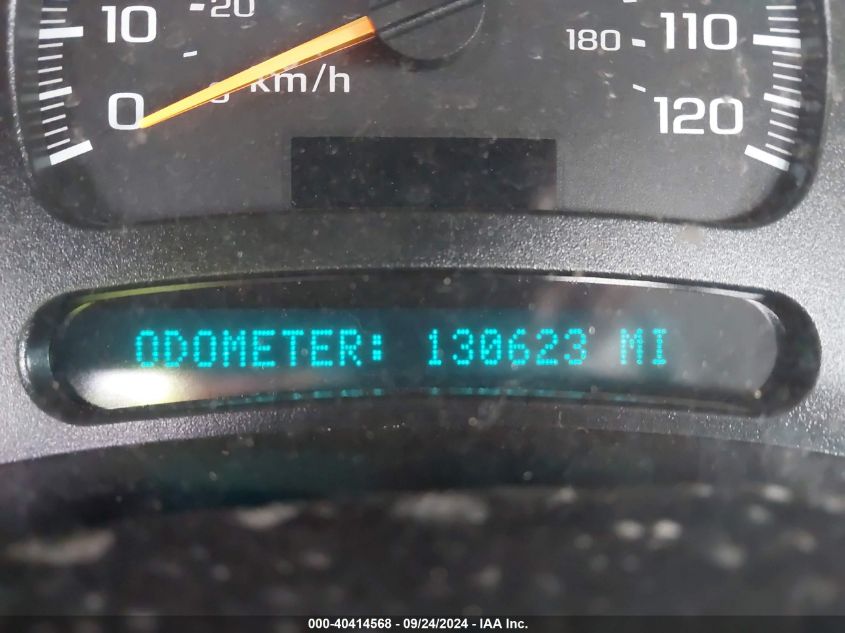 10 20 180 110
km/h
0 120
ODOMETER: 130623 MI
000-40414568 - 09/24/2024 - IAA Inc.